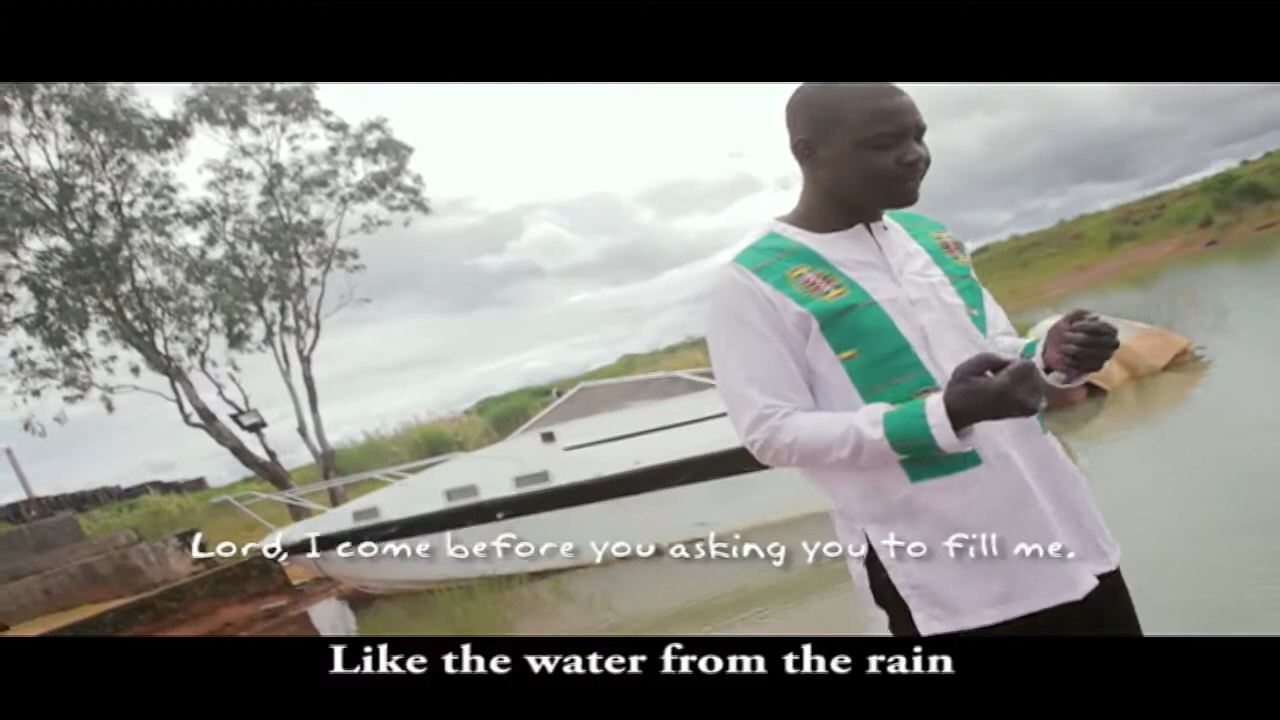 Lord, I come before you asking you to fill me.
Like the water from the rain